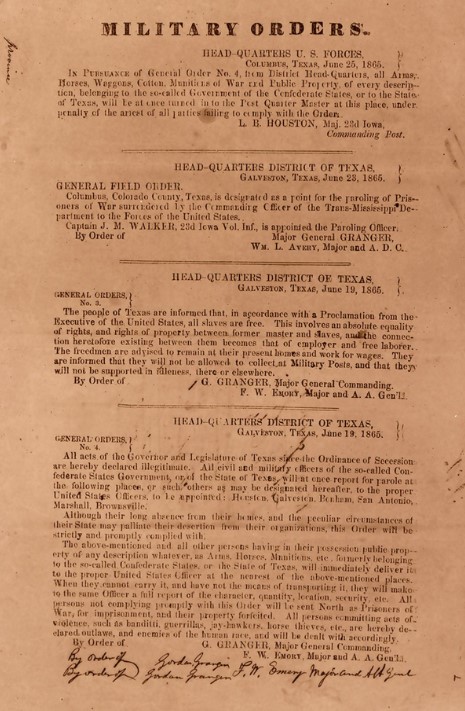 MILITARY ORDERS.
HEAD-QUARTERS U. S. FORCES,
COLUMBUS, TEXAS, June 25, 1865.
IN PURSUANCE of General Order No. 4, from District Head-Quarters, all Arms,
Horses, Waggons, Cotton, Munitions of War and Public Property, of every descrip-
tion, belonging to the so-called Government of the Confederate States, or to the State
of Texas, will be at once turned in to the Post Quarter Master at this place, under
penalty of the arrest of all parties failing to comply with the Order.
L. B. HOUSTON, Maj. 23d Iowa,
Commanding Post.
HEAD-QUARTERS DISTRICT OF TEXAS,
GALVESTON, TEXAS, June 23, 1865.
GENERAL FIELD ORDER.
Columbus, Colorado County, Texas, is designated as a point for the paroling of Pris-
oners of War surrendered by the Commanding Officer of the Trans-Mississippi De-
partment to the Forces of the United States.
Captain J. M. WALKER, 23d Iowa Vol. Inf., is appointed the Paroling Officer.
By Order of Major General GRANGER,
WM. L. AVERY, Major and A. D. C.
HEAD-QUARTERS DISTRICT OF TEXAS,
GALVESTON, TEXAS, June 19, 1865.
GENERAL ORDERS,
No. 3.
The people of Texas are informed that, in accordance with a Proclamation from the
Executive of the United States, all slaves are free. This involves an absolute equality
of rights, and rights of property between former master and slaves, and the connec-
tion heretofore existing between them becomes that of employer and free laborer.
The freedmen are advised to remain at their present homes and work for wages. They
are informed that they will not be allowed to collect at Military Posts, and that they
will not be supported in idleness, there or elsewhere.
By Order of G. GRANGER, Major General Commanding.
F. W. EMORY, Major and A. A. Gen'l.
HEAD-QUARTERS DISTRICT OF TEXAS,
GALVESTON, TEXAS, June 19, 1865.
GENERAL ORDERS,
No. 4.
All acts of the Governor and Legislature of Texas since the Ordinance of Secession
are hereby declared illegitimate. All civil and military officers of the so-called Con-
federate States Government, or of the State of Texas, will at once report for parole at
the following place, or such others as may be designated hereafter, to the proper
United States Officers, to be appointed: Houston, Galveston, Bonham, San Antonio,
Marshall, Brownsville.
Although their long absence from their homes, and the peculiar circumstances of
their State may palliate their desertion from their organizations, this Order will be
strictly and promptly complied with.
The above-mentioned and all other persons having in their possession public prop-
erty of any description whatever, as Arms, Horses, Munitions, etc. formerly belonging
to the so-called Confederate States, or the State of Texas, will immediately deliver it
to the proper United States Officer at the nearest of the above-mentioned places.
When they cannot carry it, and have not the means of transporting it, they will make
to the same Officer a full report of the character, quantity, location, security, etc. All
persons not complying promptly with this Order will be sent North as Prisoners of
War, for imprisonment, and their property forfeited. All persons committing acts of
violence, such as banditti, guerrillas, jay-hawkers, horse thieves, etc., are hereby de-
clared outlaws, and enemies of the human race, and will be dealt with accordingly.
By Order of G. GRANGER, Major General Commanding.
F. W. EMORY, Major and A. A. Gen'l.
By order of Gordon Granger
By order of Gordon Granger F. W. Emory Major and A A Genl